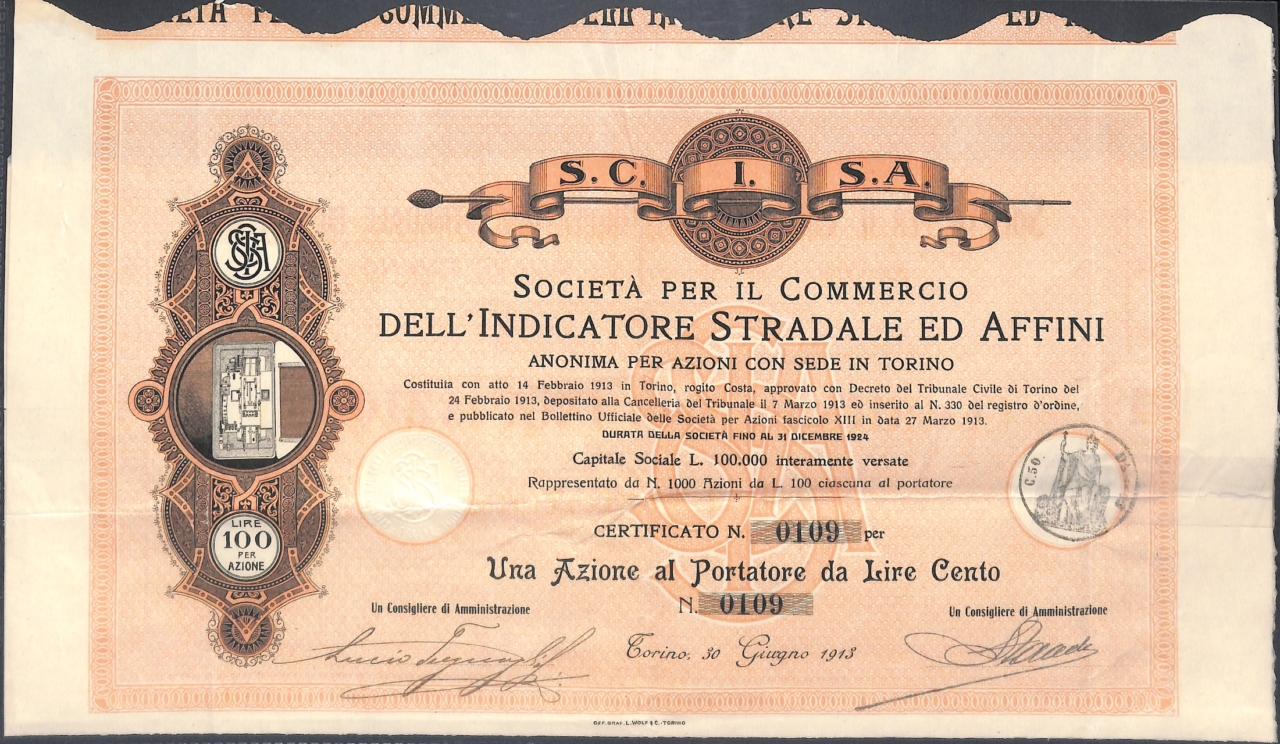 S.C. I. S.A.
SOCIETÀ PER IL COMMERCIO
DELL'INDICATORE STRADALE ED AFFINI
ANONIMA PER AZIONI CON SEDE IN TORINO
Costituita con atto 14 Febbraio 1913 in Torino, rogito Costa, approvato con Decreto del Tribunale Civile di Torino del
24 Febbraio 1913, depositato alla Cancelleria del Tribunale il 7 Marzo 1913 ed inserito al N. 330 del registro d'ordine,
e pubblicato nel Bollettino Ufficiale delle Società per Azioni fascicolo XIII in data 27 Marzo 1913.
DURATA DELLA SOCIETÀ FINO AL 31 DICEMBRE 1924
Capitale Sociale L. 100.000 interamente versate
Rappresentato da N. 1000 Azioni da L. 100 ciascuna al portatore
C. 50
CERTIFICATO N. 0109 per
Una Azione al Portatore da Lire Cento
N. 0109
LIRE
100
PER
AZIONE
Un Consigliere di Amministrazione
Un Consigliere di Amministrazione
Torino, 30 Giugno 1913
OFF. GRAF. L. WOLF & C. - TORINO